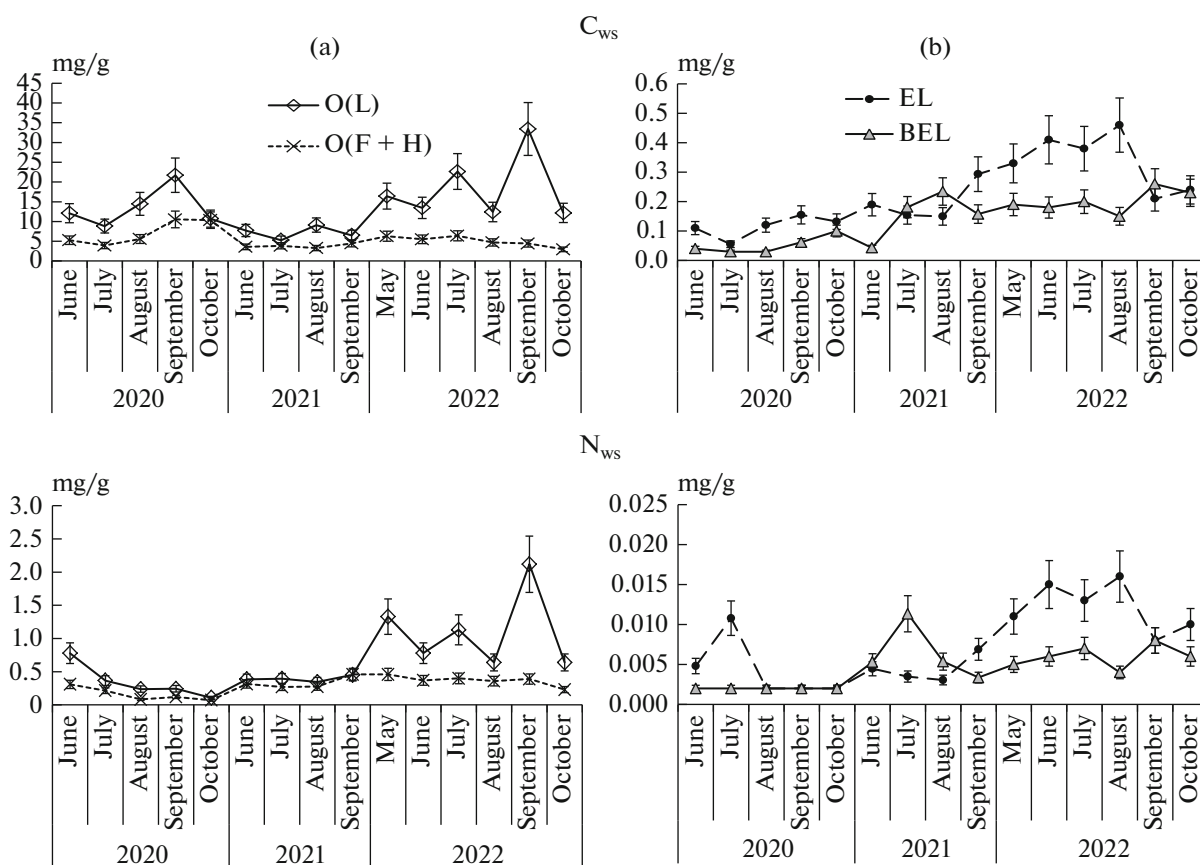 C_ws
(a)
mg/g
45
40
35
30
25
20
15
10
5
0
O(L)
O(F + H)
June
July
August
September
October
June
July
August
September
May
June
July
August
September
October
2020
2021
2022
(b)
mg/g
0.6
0.5
0.4
0.3
0.2
0.1
0.0
EL
BEL
June
July
August
September
October
June
July
August
September
May
June
July
August
September
October
2020
2021
2022
N_ws
mg/g
3.0
2.5
2.0
1.5
1.0
0.5
0
June
July
August
September
October
June
July
August
September
May
June
July
August
September
October
2020
2021
2022
mg/g
0.025
0.020
0.015
0.010
0.005
0.000
June
July
August
September
October
June
July
August
September
May
June
July
August
September
October
2020
2021
2022